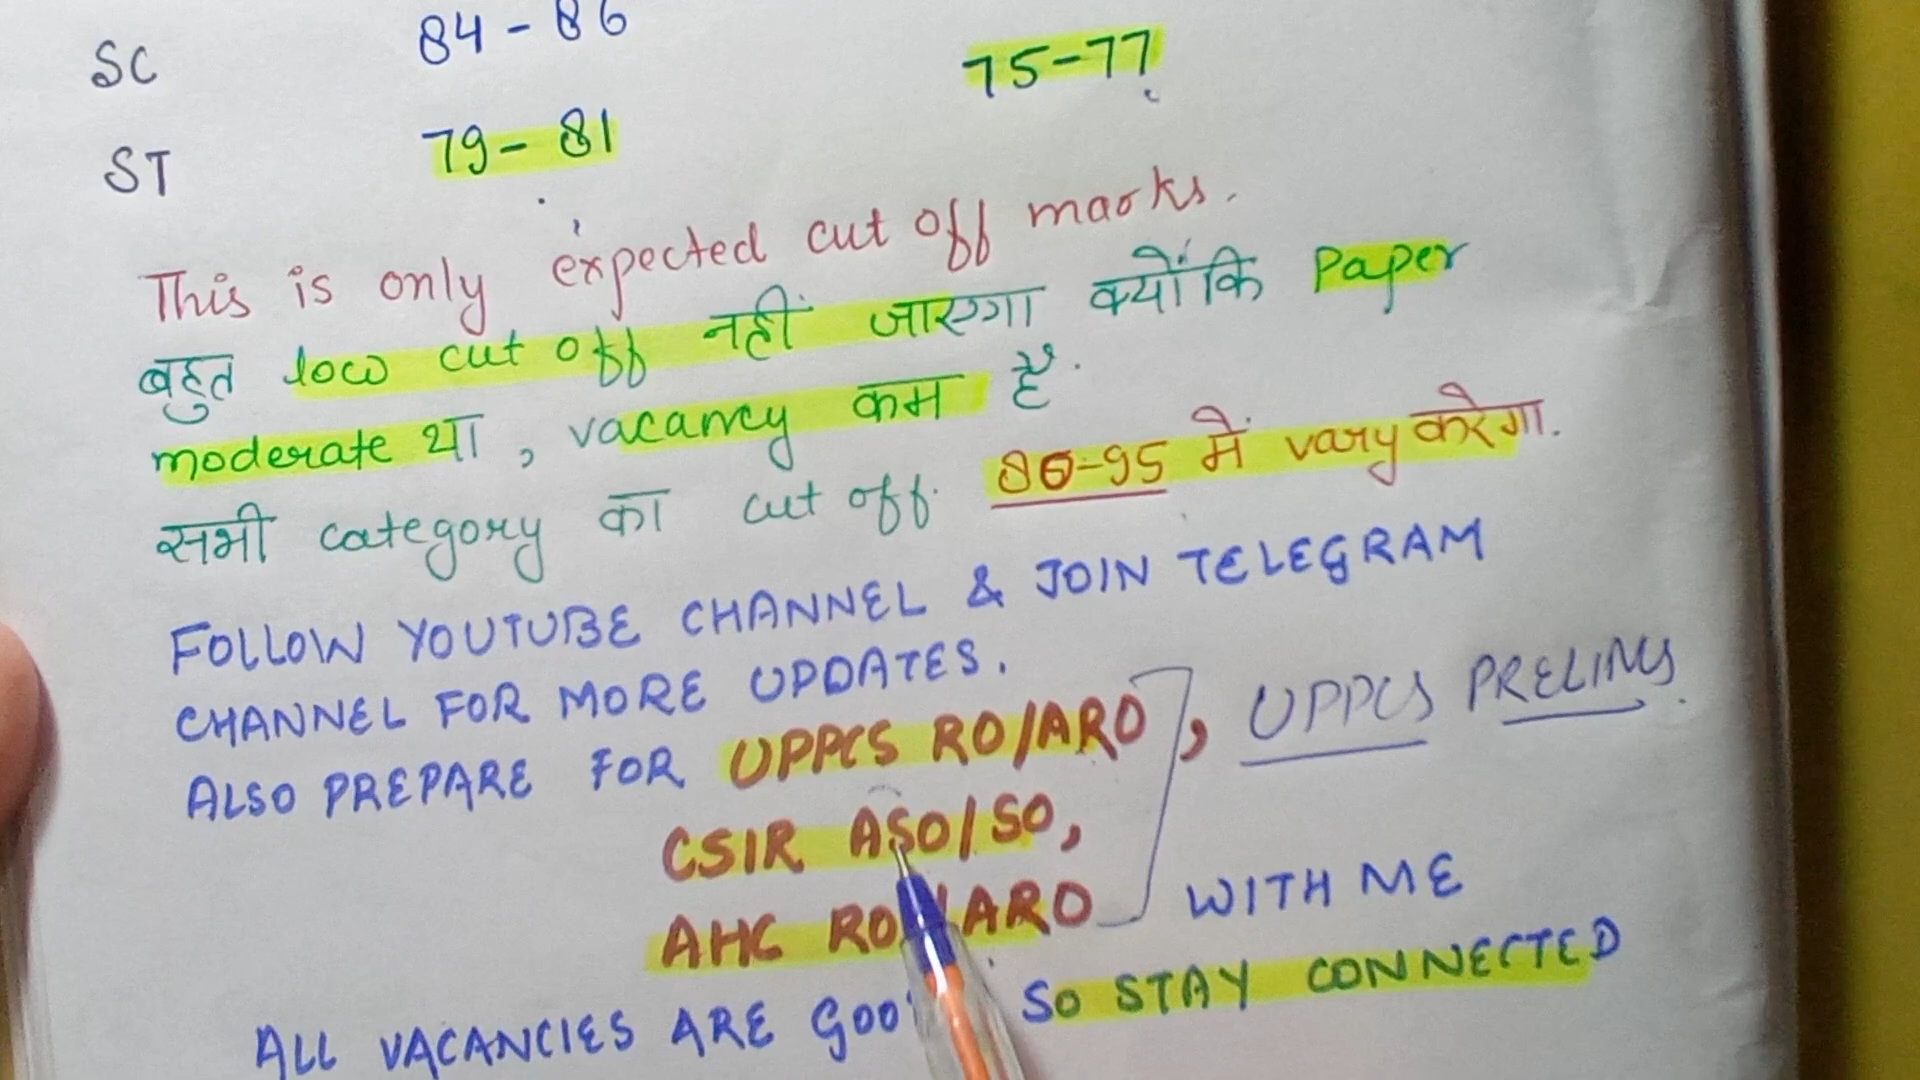 SC 84 - 86
75-77
ST 79 - 81
This is only expected cut off marks.
बहुत low cut off नहीं जाएगा क्योंकि Paper
moderate था, vacancy कम है.
सभी category का cut off 80-95 में vary करेगा.
FOLLOW YOUTUBE CHANNEL & JOIN TELEGRAM
CHANNEL FOR MORE UPDATES.
ALSO PREPARE FOR UPPCS RO/ARO, UPPCS PRELIMS.
CSIR ASO/SO,
AHC RO/ARO WITH ME
ALL VACANCIES ARE GOO SO STAY CONNECTED